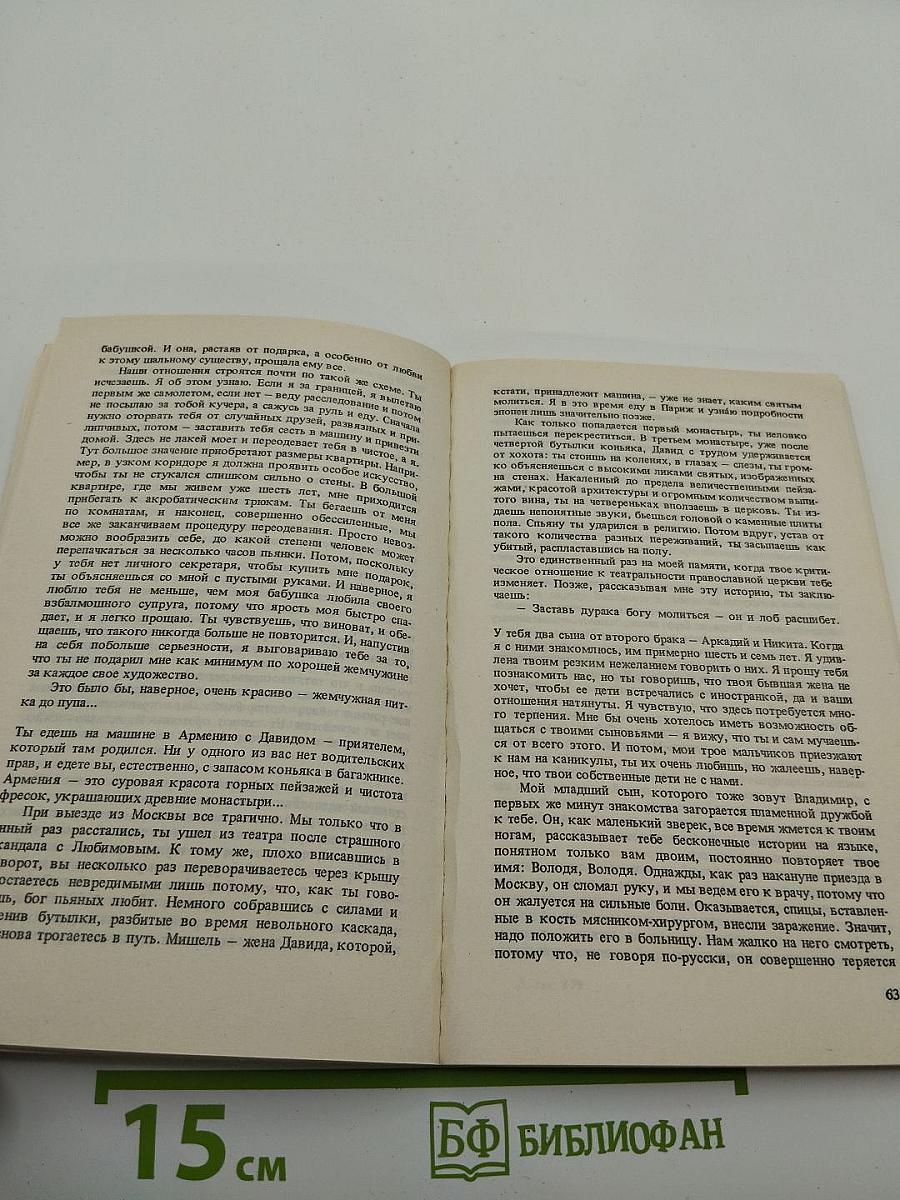 бабушкой. И она, растаяв от подарка, а особенно от любви
к этому шальному существу, прощала ему все.
Наши отношения строятся почти по такой же схеме. Ты
исчезаешь. Я об этом узнаю. Если я за границей, я вылетаю
первым же самолетом, если нет — веду расследование и потом
не посылаю за тобой кучера, а сажусь за руль и еду. Сначала
нужно оторвать тебя от случайных друзей, развязных и при-
липчивых, потом — заставить тебя сесть в машину и привезти
домой. Здесь не лакей моет и переодевает тебя в чистое, а я.
Тут большое значение приобретают размеры квартиры. Напри-
мер, в узком коридоре я должна проявить особое искусство,
чтобы ты не стукался слишком сильно о стены. В большой
квартире, где мы живем уже шесть лет, мне приходится
прибегать к акробатическим трюкам. Ты бегаешь от меня
по комнатам, и наконец, совершенно обессиленные, мы
все же заканчиваем процедуру переодевания. Просто невоз-
можно вообразить себе, до какой степени человек может
перепачкаться за несколько часов пьянки. Потом, поскольку
у тебя нет личного секретаря, чтобы купить мне подарок,
ты объясняешься со мной с пустыми руками. И наверное, я
люблю тебя не меньше, чем моя бабушка любила своего
взбалмошного супруга, потому что ярость моя быстро спа-
дает, и я легко прощаю. Ты чувствуешь, что виноват, и обе-
щаешь, что такого никогда больше не повторится. И, напустив
на себя побольше серьезности, я выговариваю тебе за то,
что ты не подарил мне как минимум по хорошей жемчужине
за каждое свое художество.
Это было бы, наверное, очень красиво — жемчужная нит-
ка до пупа...
Ты едешь на машине в Армению с Давидом — приятелем,
который там родился. Ни у одного из вас нет водительских
прав, и едете вы, естественно, с запасом коньяка в багажнике.
Армения — это суровая красота горных пейзажей и чистота
фресок, украшающих древние монастыри...
При выезде из Москвы все трагично. Мы только что в
нный раз расстались, ты ушел из театра после страшного
кандала с Любимовым. К тому же, плохо вписавшись в
ворот, вы несколько раз переворачиваетесь через крышу
остаетесь невредимыми лишь потому, что, как ты гово-
шь, бог пьяных любит. Немного собравшись с силами и
енив бутылки, разбитые во время невольного каскада,
нова трогаетесь в путь. Мишель — жена Давида, которой,
кстати, принадлежит машина, — уже не знает, каким святым
молиться. Я в это время еду в Париж и узнаю подробности
эпопеи лишь значительно позже.
Как только попадается первый монастырь, ты неловко
пытаешься перекреститься. В третьем монастыре, уже после
четвертой бутылки коньяка, Давид с трудом удерживается
от хохота: ты стоишь на коленях, в глазах — слезы, ты гром-
ко объясняешься с высокими ликами святых, изображенных
на стенах. Накаленный до предела величественными пейза-
жами, красотой архитектуры и огромным количеством выпи-
того вина, ты на четвереньках вползаешь в церковь. Ты из-
даешь непонятные звуки, бьешься головой о каменные плиты
пола. Спьяну ты ударился в религию. Потом вдруг, устав от
такого количества разных переживаний, ты засыпаешь как
убитый, распластавшись на полу.
Это единственный раз на моей памяти, когда твое крити-
ческое отношение к театральности православной церкви тебе
изменяет. Позже, рассказывая мне эту историю, ты заклю-
чаешь:
— Заставь дурака богу молиться — он и лоб расшибет.
У тебя два сына от второго брака — Аркадий и Никита. Когда
я с ними знакомлюсь, им примерно шесть и семь лет. Я удив-
лена твоим резким нежеланием говорить о них. Я прошу тебя
познакомить нас, но ты говоришь, что твоя бывшая жена не
хочет, чтобы ее дети встречались с иностранкой, да и ваши
отношения натянуты. Я чувствую, что здесь потребуется мно-
го терпения. Мне бы очень хотелось иметь возможность об-
щаться с твоими сыновьями — я вижу, что ты и сам мучаешь-
ся от всего этого. И потом, мои трое мальчиков приезжают
к нам на каникулы, ты их очень любишь, но жалеешь, навер-
ное, что твои собственные дети не с нами.
Мой младший сын, которого тоже зовут Владимир, с
первых же минут знакомства загорается пламенной дружбой
к тебе. Он, как маленький зверек, все время жмется к твоим
ногам, рассказывает тебе бесконечные истории на языке,
понятном только вам двоим, постоянно повторяет твое
имя: Володя, Володя. Однажды, как раз накануне приезда в
Москву, он сломал руку, и мы ведем его к врачу, потому что
он жалуется на сильные боли. Оказывается, спицы, вставлен-
ные в кость мясником-хирургом, внесли заражение. Значит,
надо положить его в больницу. Нам жалко на него смотреть,
потому что, не говоря по-русски, он совершенно теряется
63
15 см
БФ БИБЛИОФАН